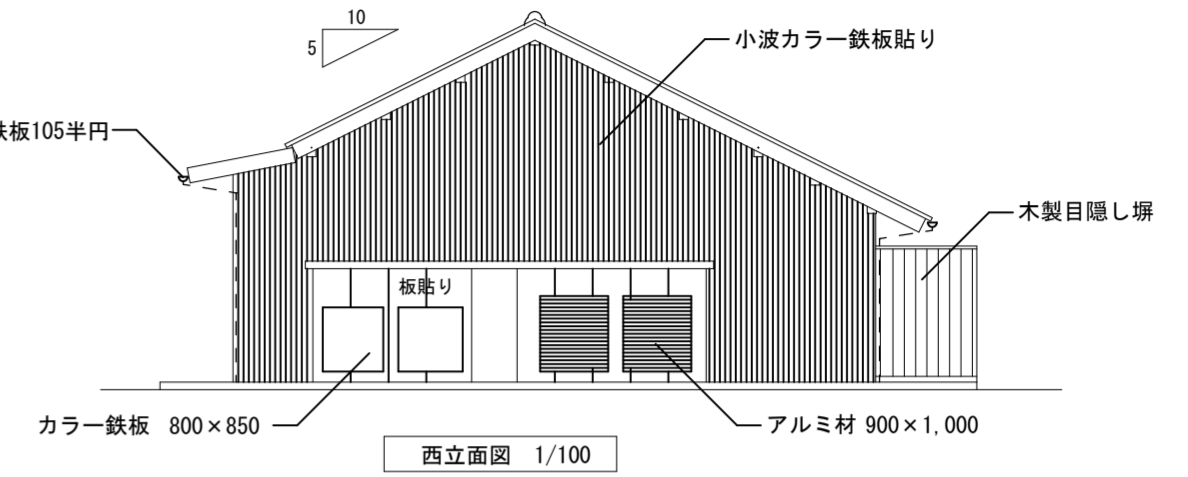 10
5
小波カラー鉄板貼り
鉄板105半円
木製目隠し塀
板貼り
カラー鉄板 800×850
アルミ材 900×1,000
西立面図 1/100